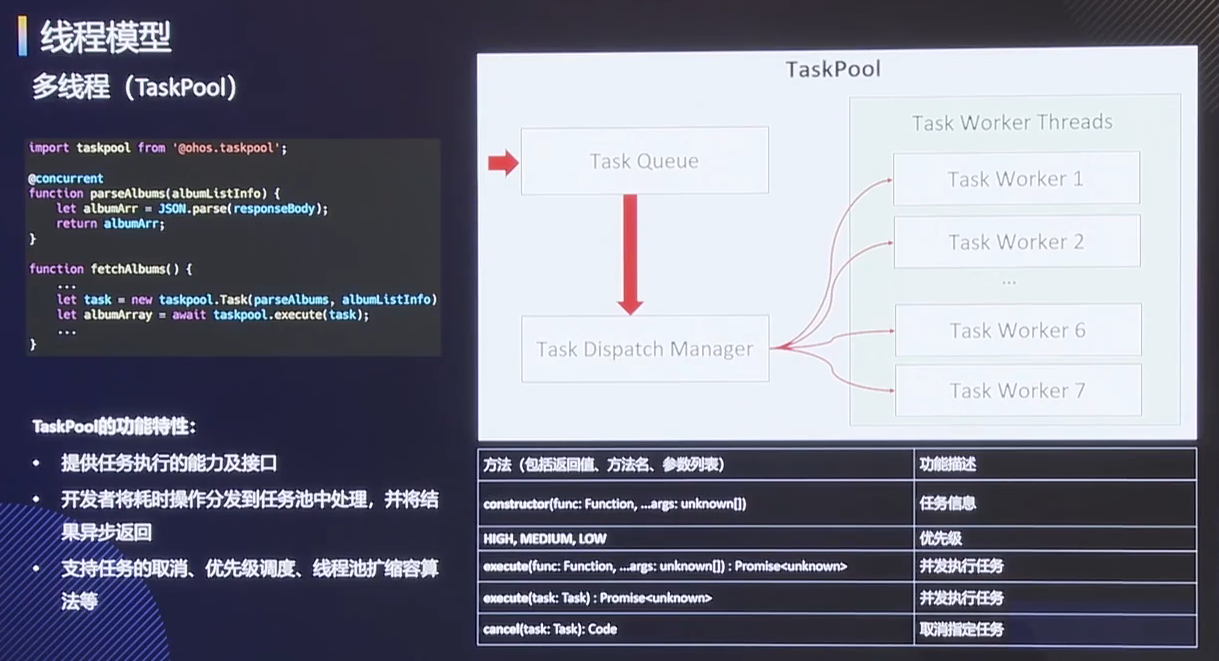 线程模型
多线程（TaskPool）
import taskpool from '@ohos.taskpool';
@concurrent
function parseAlbums(albumListInfo) {
let albumArr = JSON.parse(responseBody);
return albumArr;
}
function fetchAlbums() {
...
let task = new taskpool.Task(parseAlbums, albumListInfo)
let albumArray = await taskpool.execute(task);
...
}
TaskPool的功能特性：
• 提供任务执行的能力及接口
• 开发者将耗时操作分发到任务池中处理，并将结
果异步返回
• 支持任务的取消、优先级调度、线程池扩缩容算
法等
TaskPool
Task Queue
Task Dispatch Manager
Task Worker Threads
Task Worker 1
Task Worker 2
...
Task Worker 6
Task Worker 7
方法（包括返回值、方法名、参数列表） 功能描述
constructor(func: Function, ...args: unknown[]) 任务信息
HIGH, MEDIUM, LOW 优先级
execute(func: Function, ...args: unknown[]) : Promise<unknown> 并发执行任务
execute(task: Task) : Promise<unknown> 并发执行任务
cancel(task: Task): Code 取消指定任务